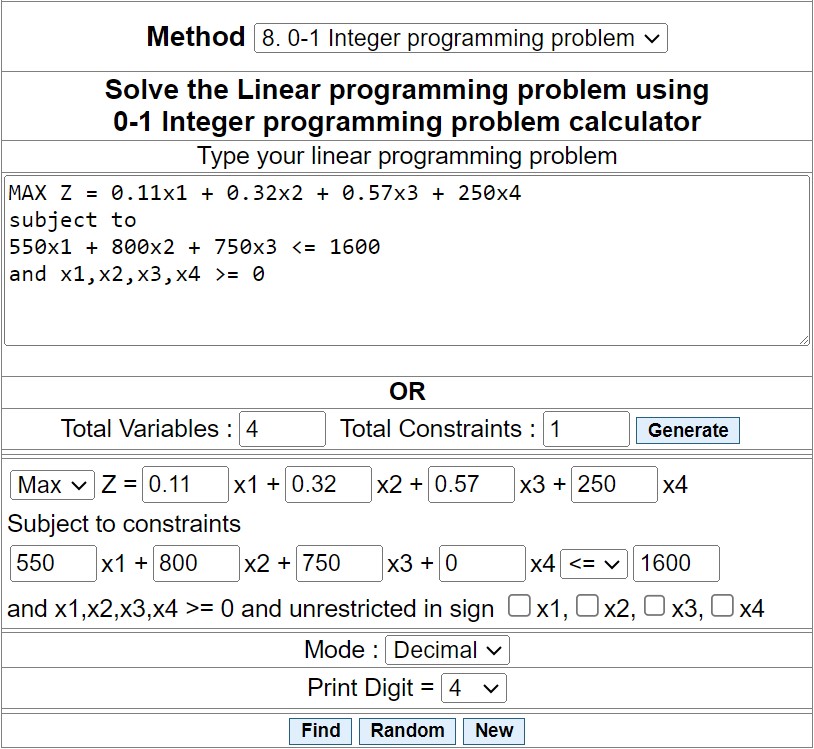 Method 8. 0-1 Integer programming problem
Solve the Linear programming problem using
0-1 Integer programming problem calculator
Type your linear programming problem
MAX Z = 0.11x1 + 0.32x2 + 0.57x3 + 250x4
subject to
550x1 + 800x2 + 750x3 <= 1600
and x1,x2,x3,x4 >= 0
OR
Total Variables : 4 Total Constraints : 1 Generate
Max Z = 0.11 x1 + 0.32 x2 + 0.57 x3 + 250 x4
Subject to constraints
550 x1 + 800 x2 + 750 x3 + 0 x4 <= 1600
and x1,x2,x3,x4 >= 0 and unrestricted in sign x1, x2, x3, x4
Mode : Decimal
Print Digit = 4
Find Random New